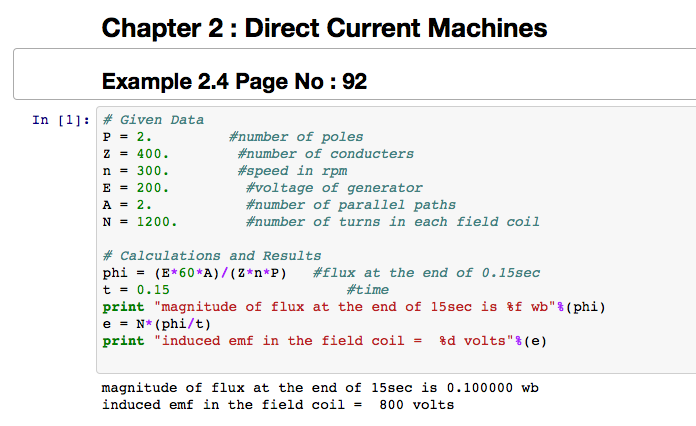 Chapter 2 : Direct Current Machines
Example 2.4 Page No : 92
In [1]: # Given Data
P = 2. #number of poles
Z = 400. #number of conducters
n = 300. #speed in rpm
E = 200. #voltage of generator
A = 2. #number of parallel paths
N = 1200. #number of turns in each field coil
# Calculations and Results
phi = (E*60*A)/(Z*n*P) #flux at the end of 0.15sec
t = 0.15 #time
print "magnitude of flux at the end of 15sec is %f wb"%(phi)
e = N*(phi/t)
print "induced emf in the field coil =  %d volts"%(e)
magnitude of flux at the end of 15sec is 0.100000 wb
induced emf in the field coil =  800 volts